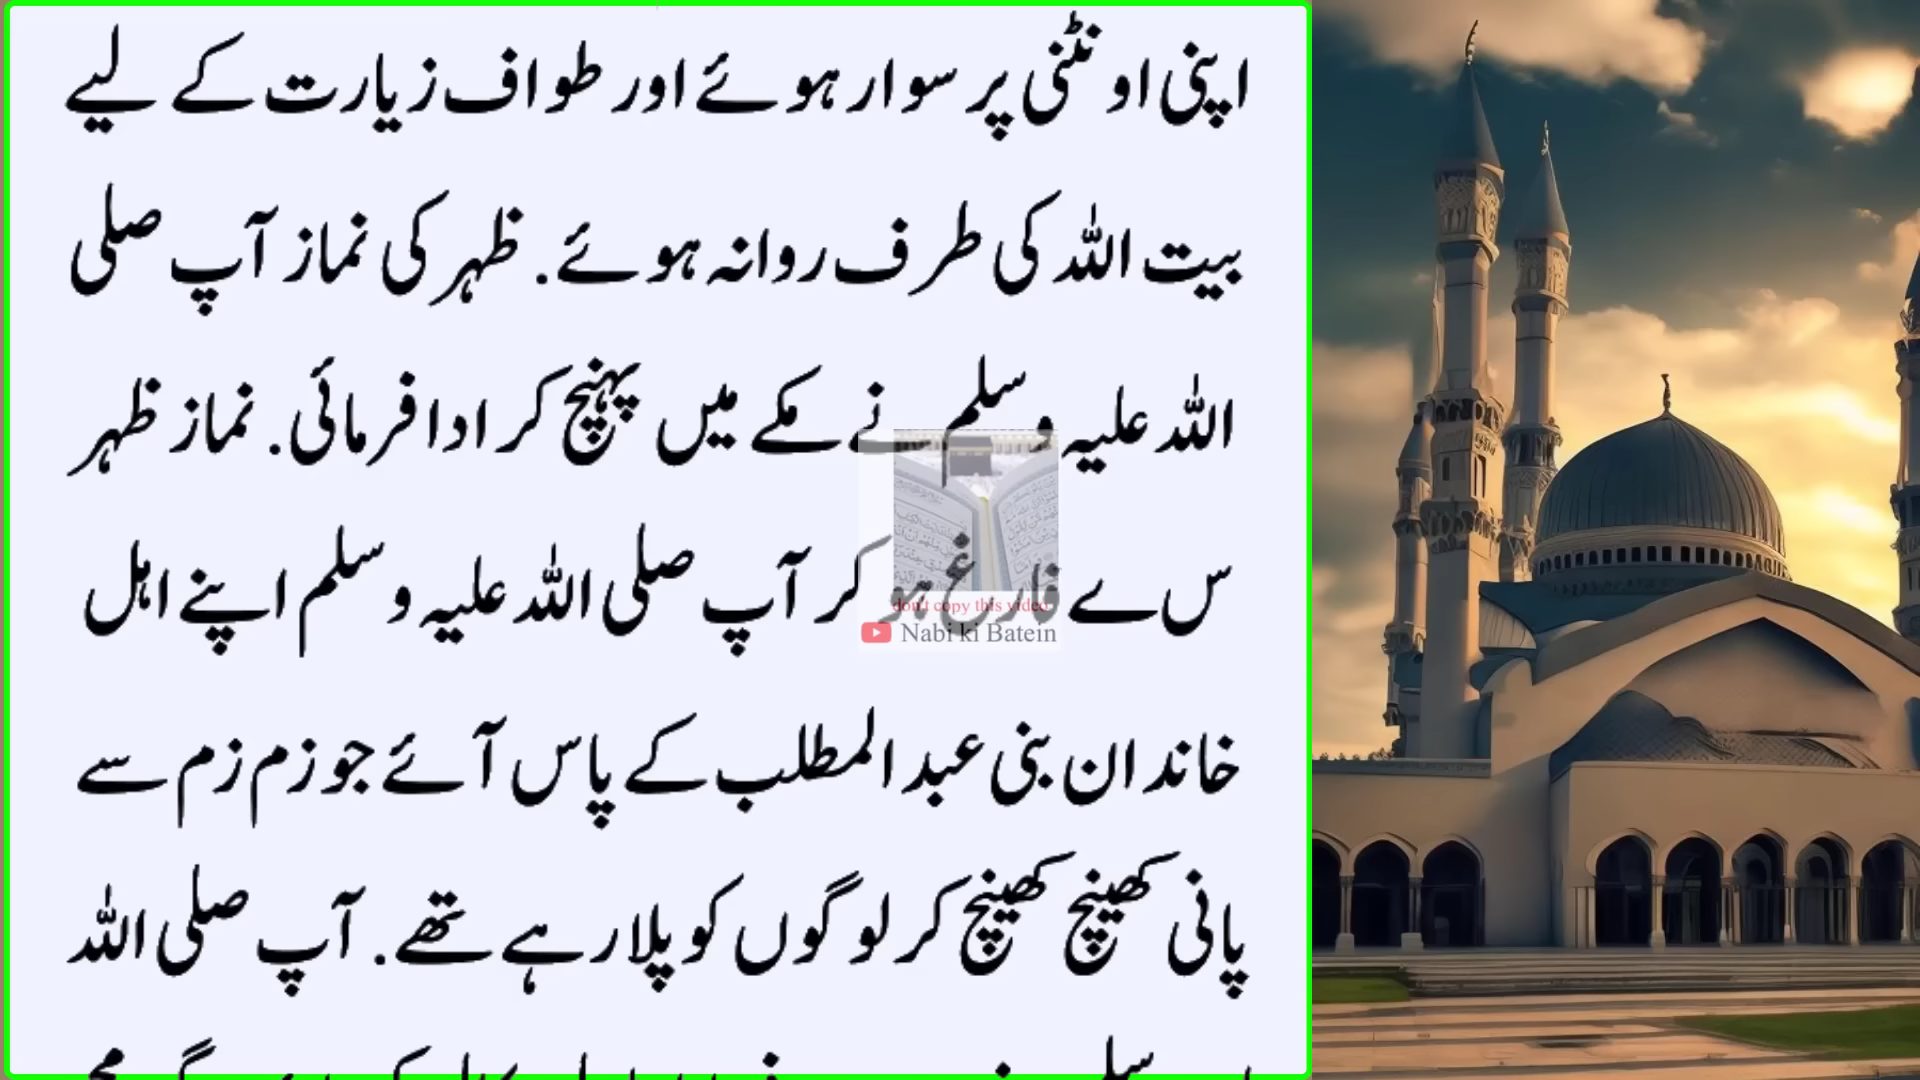 اپنی اونٹنی پر سوار ہوئے اور طواف زیارت کے لیے
بیت اللہ کی طرف روانہ ہوئے. ظہر کی نماز آپ صلی
اللہ علیہ وسلم نے مکے میں پہنچ کر ادا فرمائی. نماز ظہر
س ے فارغ ہو کر آپ صلی اللہ علیہ و سلم اپنے اہل
خاندان بنی عبد المطلب کے پاس آئے جو زم زم سے
پانی کھینچ کھینچ کر لوگوں کو پلا رہے تھے. آپ صلی اللہ
don't copy this video
Nabi ki Batein